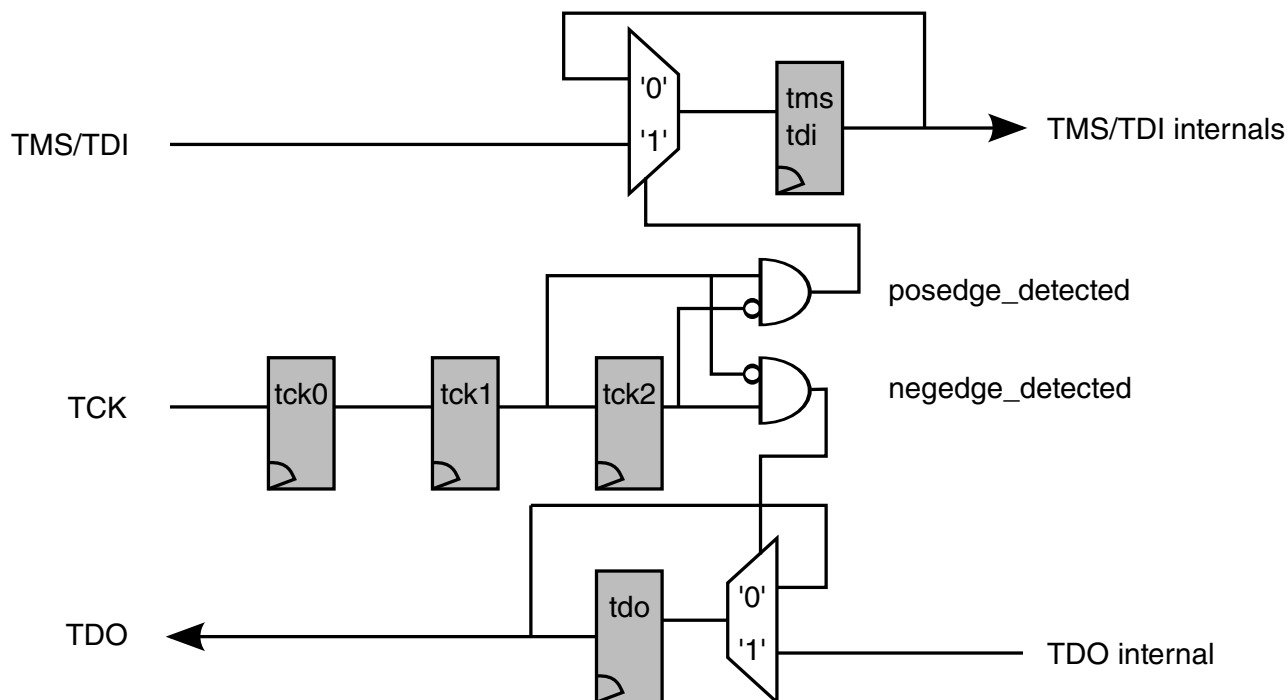 '0'
tms
tdi
TMS/TDI
'1'
TMS/TDI internals
posedge_detected
tck0
tck1
tck2
negedge_detected
TCK
'0'
tdo
TDO
'1'
TDO internal